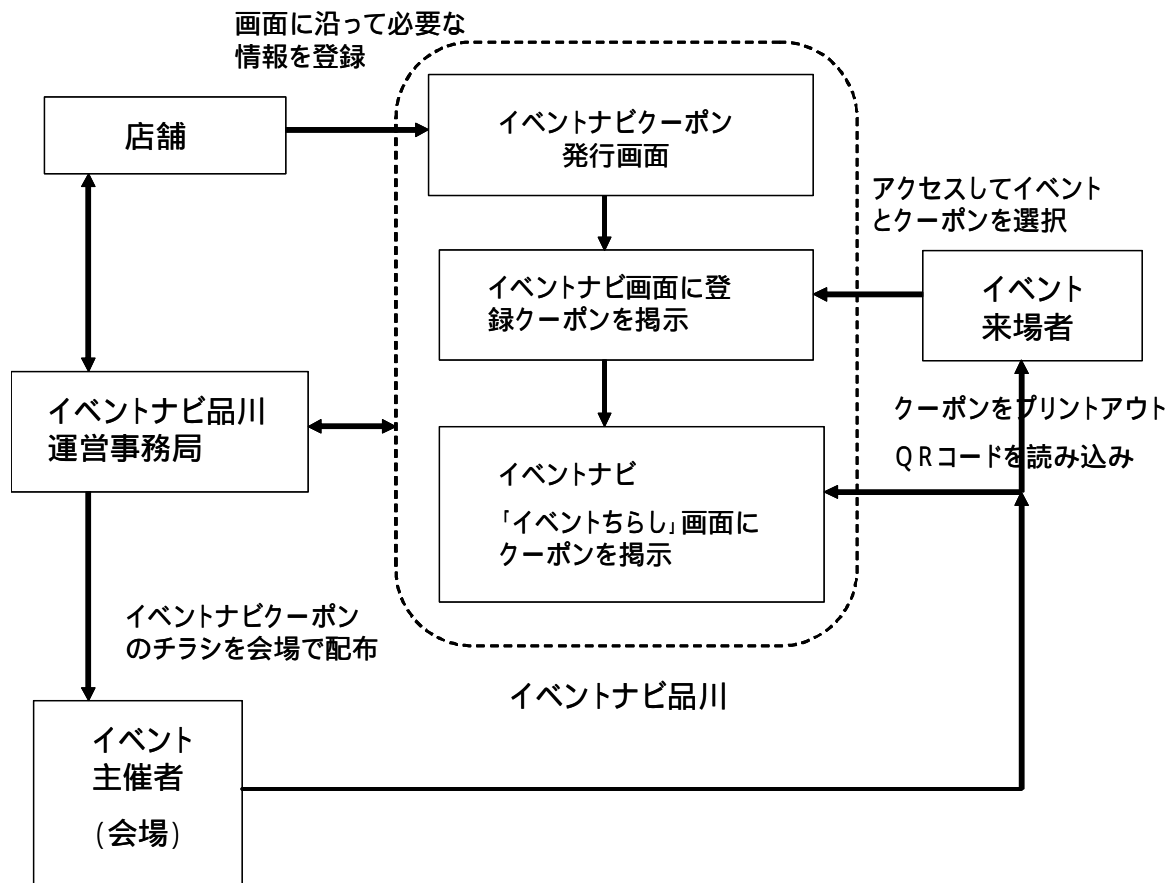 画面に沿って必要な
情報を登録
店舗
イベントナビクーポン
発行画面
アクセスしてイベント
とクーポンを選択
イベントナビ画面に登
録クーポンを掲示
イベント
来場者
イベントナビ品川
運営事務局
クーポンをプリントアウト
QRコードを読み込み
イベントナビ
「イベントちらし」画面に
クーポンを掲示
イベントナビクーポン
のチラシを会場で配布
イベントナビ品川
イベント
主催者
(会場)